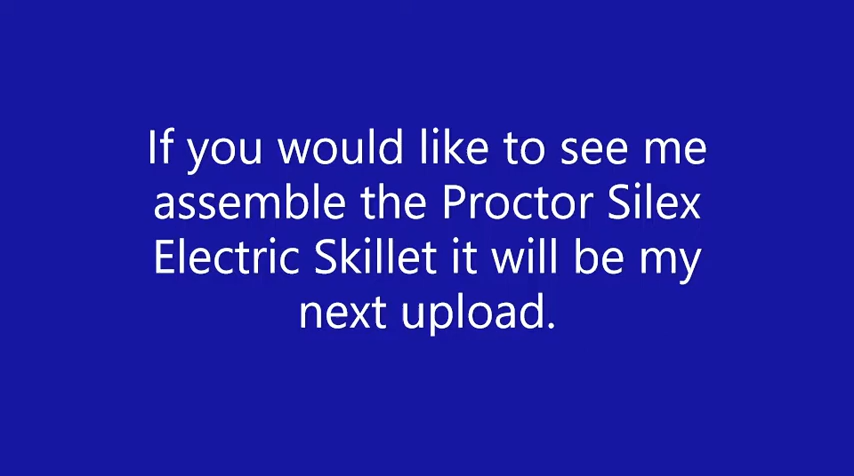 If you would like to see me
assemble the Proctor Silex
Electric Skillet it will be my
next upload.